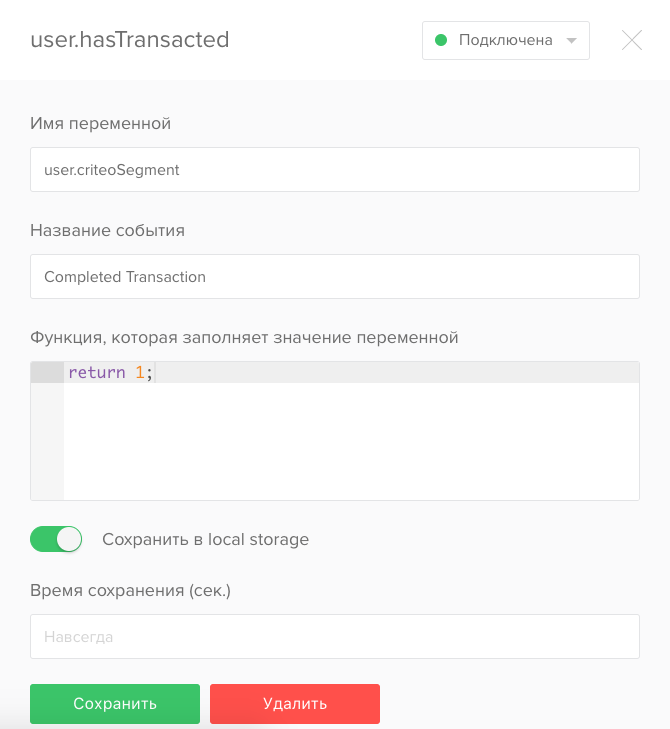 user.hasTransacted
Подключена
Имя переменной
user.criteoSegment
Название события
Completed Transaction
Функция, которая заполняет значение переменной
return 1;
Сохранить в local storage
Время сохранения (сек.)
Навсегда
Сохранить
Удалить